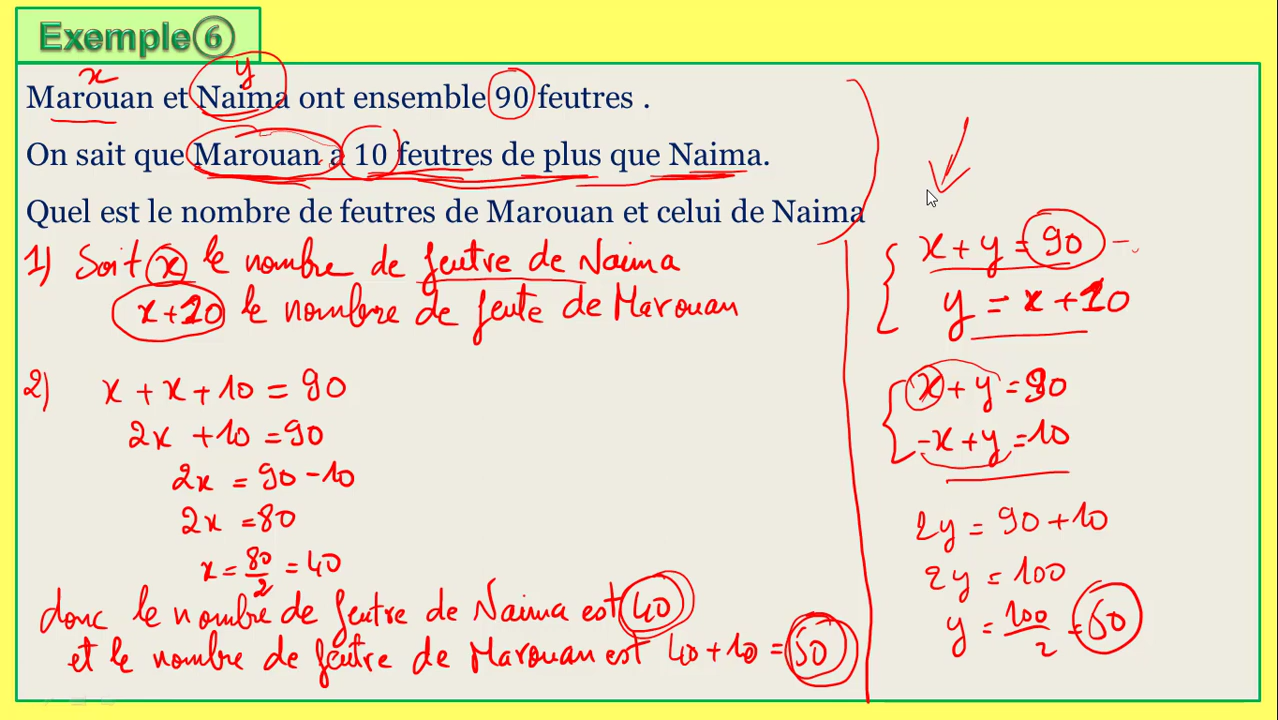 Exemple 6
x y
Marouan et Naima ont ensemble 90 feutres .
On sait que Marouan a 10 feutres de plus que Naima.
Quel est le nombre de feutres de Marouan et celui de Naima
1) Soit x le nombre de feutre de Naima
x+10 le nombre de feute de Marouan
2) x + x + 10 = 90
2x + 10 = 90
2x = 90 - 10
2x = 80
x = 80/2 = 40
donc le nombre de feutre de Naima est 40
et le nombre de feutre de Marouan est 40 + 10 = 50
x + y = 90 -
y = x + 10
x + y = 90
-x + y = 10
2y = 90 + 10
2y = 100
y = 100/2 = 50